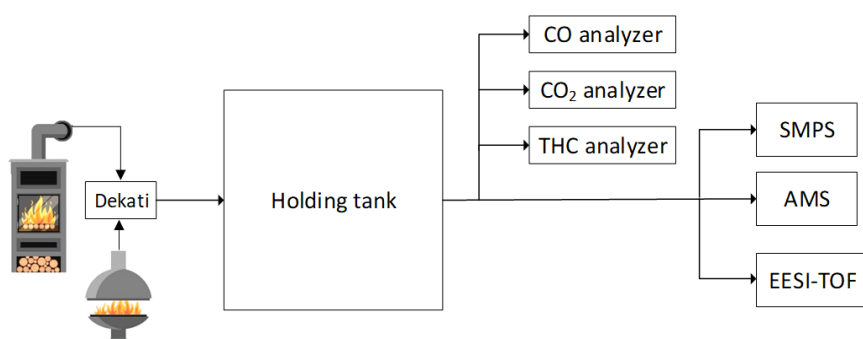 CO analyzer
CO₂ analyzer
THC analyzer
SMPS
Dekati
Holding tank
AMS
EESI-TOF